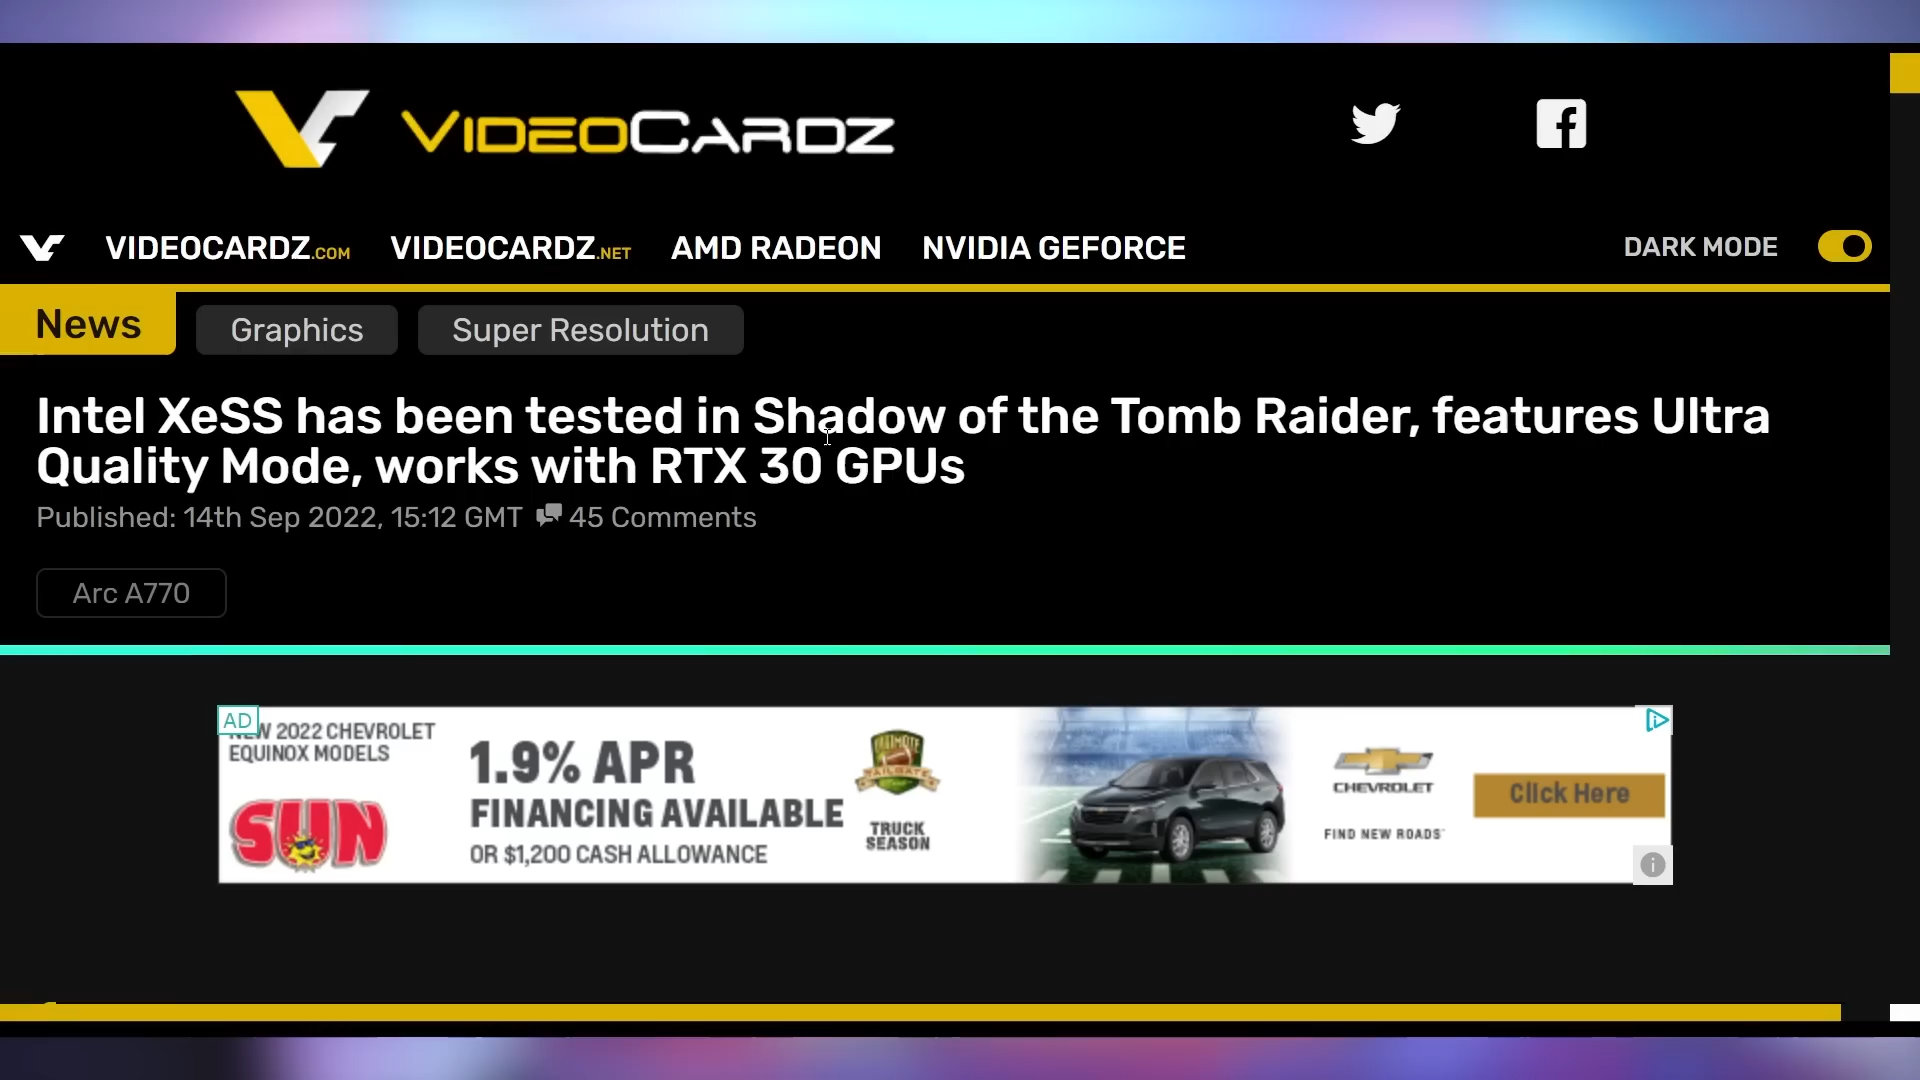 VIDEOCARDZ
VIDEOCARDZ.COM VIDEOCARDZ.NET AMD RADEON NVIDIA GEFORCE DARK MODE
News Graphics Super Resolution
Intel XeSS has been tested in Shadow of the Tomb Raider, features Ultra
Quality Mode, works with RTX 30 GPUs
Published: 14th Sep 2022, 15:12 GMT 45 Comments
Arc A770
AD
NEW 2022 CHEVROLET
EQUINOX MODELS
SUN
1.9% APR
FINANCING AVAILABLE
OR $1,200 CASH ALLOWANCE
ULTIMATE
TAILGATE
TRUCK
SEASON
CHEVROLET
FIND NEW ROADS
Click Here